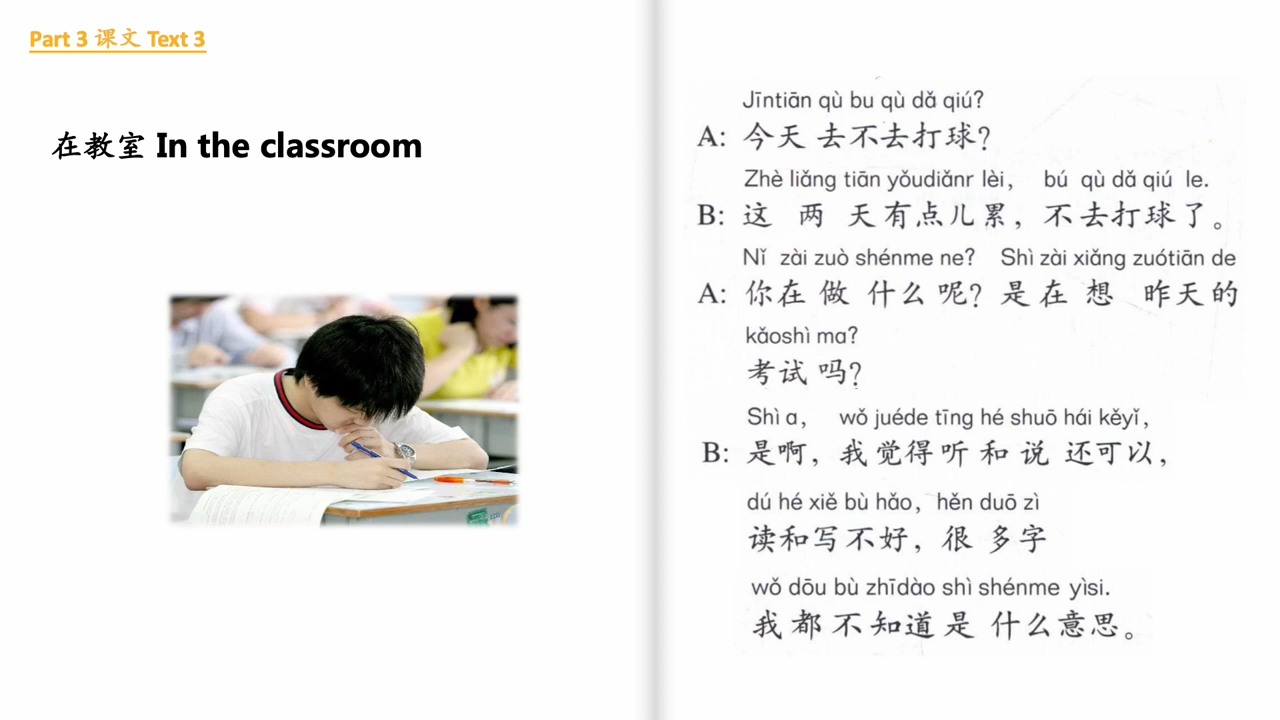 Part 3 课文 Text 3
在教室 In the classroom
Jīntiān qù bu qù dǎ qiú?
A: 今天 去不去打球?
Zhè liǎng tiān yǒudiǎnr lèi, bú qù dǎ qiú le.
B: 这 两 天有点儿累, 不去打球了。
Nǐ zài zuò shénme ne? Shì zài xiǎng zuótiān de
A: 你在 做 什么 呢? 是在 想 昨天的
kǎoshì ma?
考试 吗?
Shì a, wǒ juéde tīng hé shuō hái kěyǐ,
B: 是啊, 我觉得听 和 说 还可以,
dú hé xiě bù hǎo, hěn duō zì
读和写不好, 很 多字
wǒ dōu bù zhīdào shì shénme yìsi.
我 都 不知道 是 什么意思。